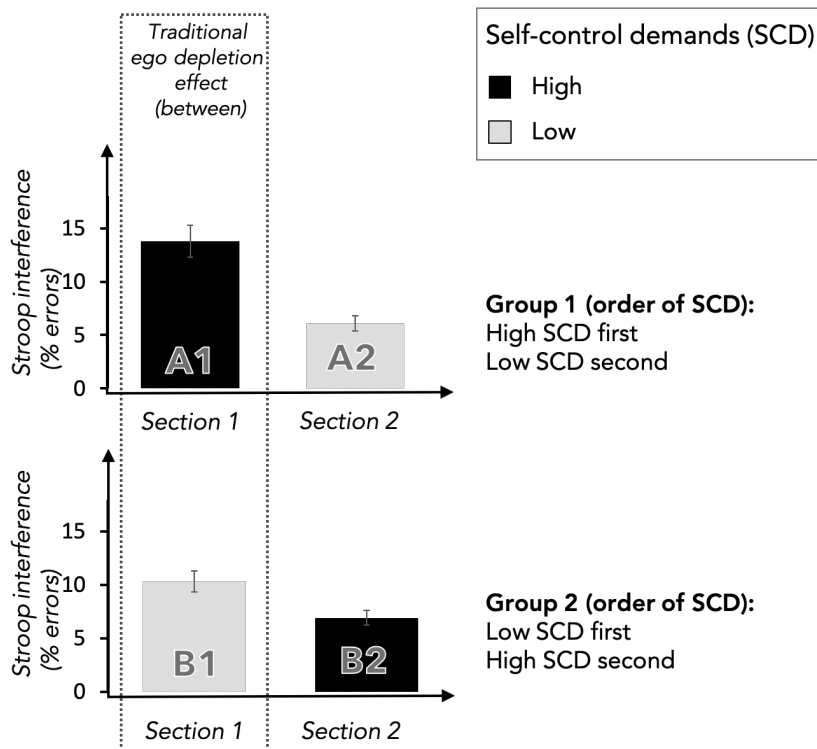 Traditional
ego depletion
effect
(between)
Self-control demands (SCD)
High
Low
Stroop interference
(% errors)
15
10
5
0
A1
A2
Section 1
Section 2
Group 1 (order of SCD):
High SCD first
Low SCD second
Stroop interference
(% errors)
15
10
5
0
B1
B2
Section 1
Section 2
Group 2 (order of SCD):
Low SCD first
High SCD second